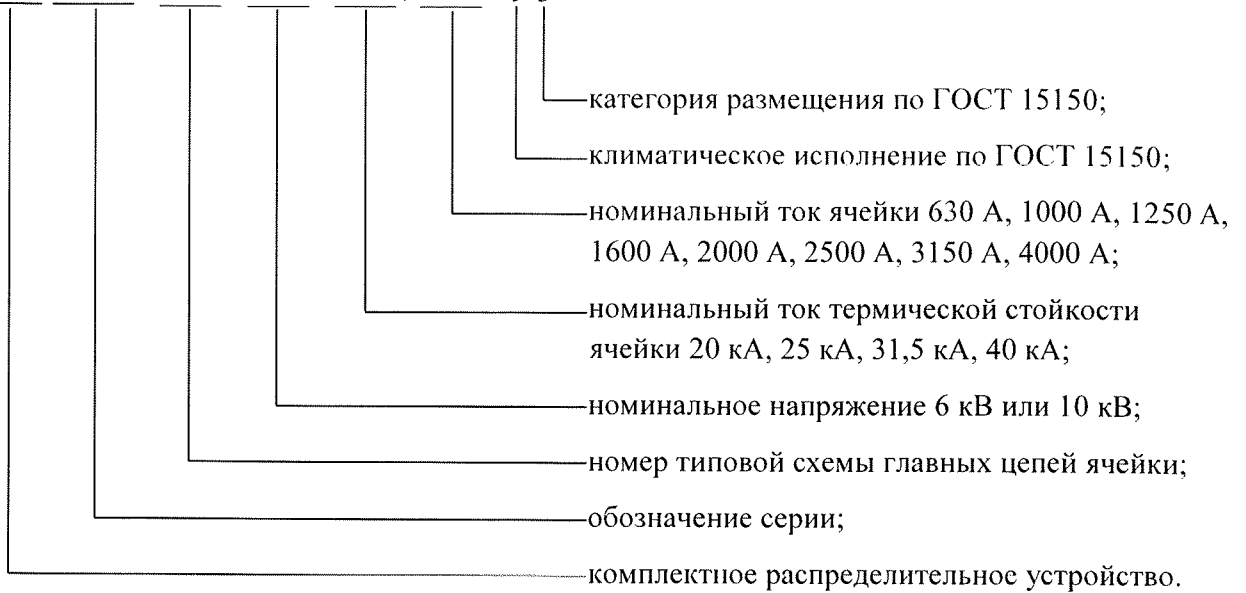 категория размещения по ГОСТ 15150;
климатическое исполнение по ГОСТ 15150;
номинальный ток ячейки 630 А, 1000 А, 1250 А,
1600 А, 2000 А, 2500 А, 3150 А, 4000 А;
номинальный ток термической стойкости
ячейки 20 кА, 25 кА, 31,5 кА, 40 кА;
номинальное напряжение 6 кВ или 10 кВ;
номер типовой схемы главных цепей ячейки;
обозначение серии;
комплектное распределительное устройство.